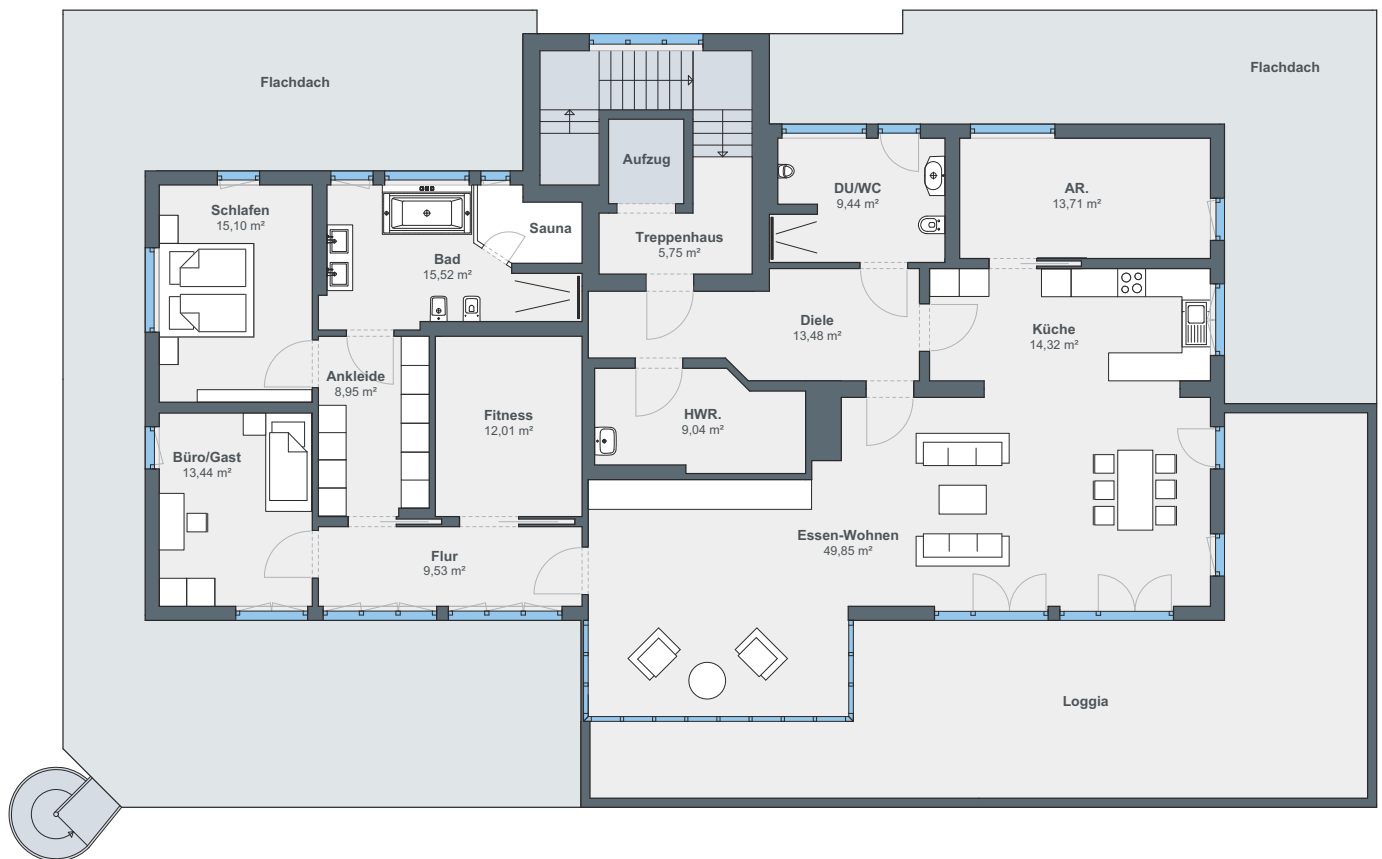 Flachdach
Flachdach
Aufzug
Schlafen
15,10 m²
Sauna
Bad
15,52 m²
Treppenhaus
5,75 m²
DU/WC
9,44 m²
AR.
13,71 m²
Diele
13,48 m²
Küche
14,32 m²
Ankleide
8,95 m²
Fitness
12,01 m²
HWR.
9,04 m²
Büro/Gast
13,44 m²
Flur
9,53 m²
Essen-Wohnen
49,85 m²
Loggia